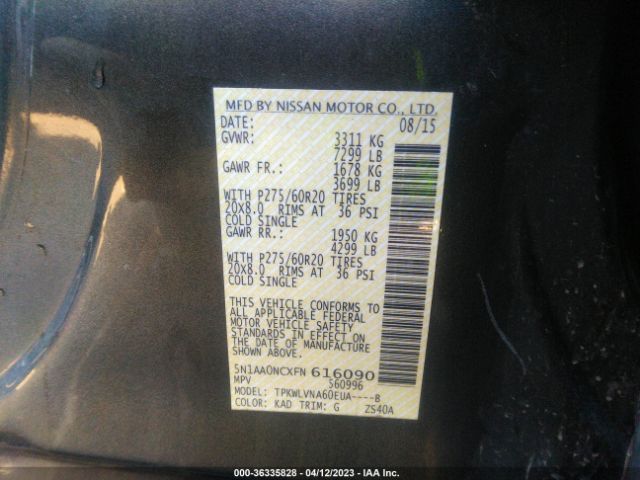 MFD BY NISSAN MOTOR CO., LTD.
DATE: 08/15
GVWR: 3311 KG
7299 LB
GAWR FR.: 1678 KG
3699 LB
WITH P275/60R20 TIRES
20X8.0 RIMS AT 36 PSI
COLD SINGLE
GAWR RR.: 1950 KG
4299 LB
WITH P275/60R20 TIRES
20X8.0 RIMS AT 36 PSI
COLD SINGLE
THIS VEHICLE CONFORMS TO
ALL APPLICABLE FEDERAL
MOTOR VEHICLE SAFETY
STANDARDS IN EFFECT ON
THE DATE OF MANUFACTURE
SHOWN ABOVE.
5N1AA0NCXFN 616090
MPV 560996
MODEL: TPKWLVNA60EUA----B
COLOR: KAD TRIM: G ZS40A
000-36335828 - 04/12/2023 - IAA Inc.